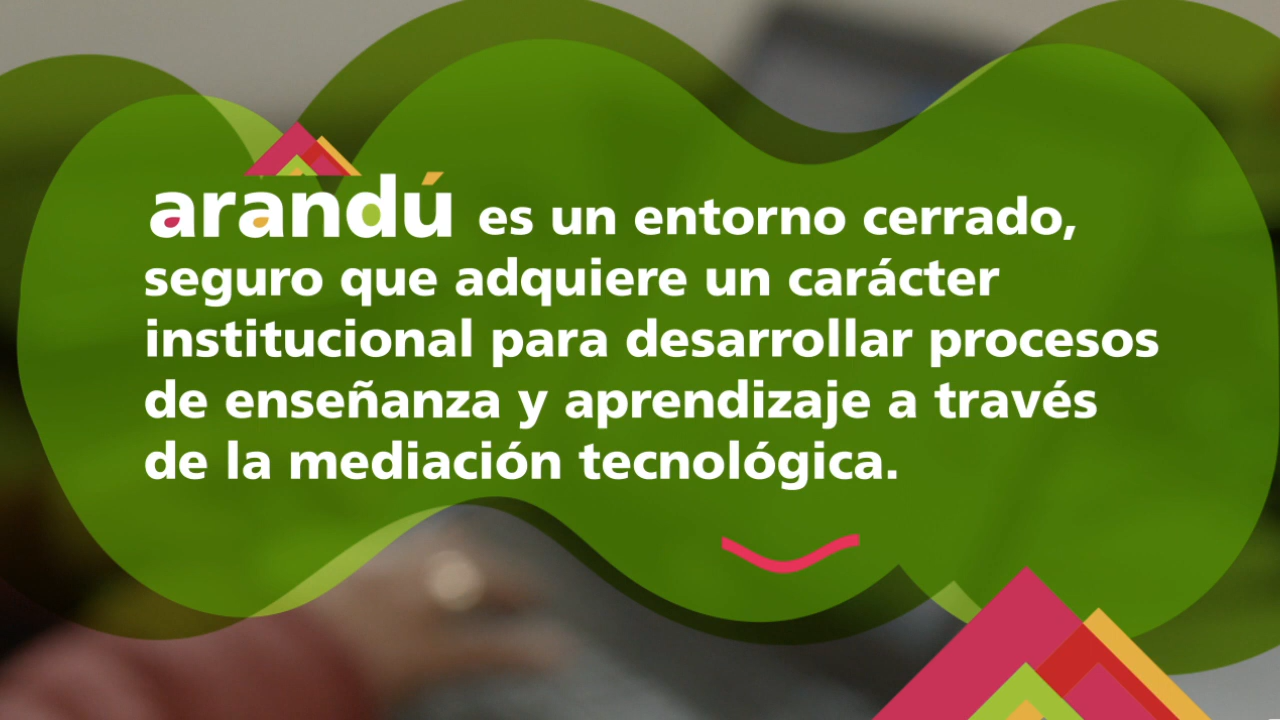 arandú es un entorno cerrado,
seguro que adquiere un carácter
institucional para desarrollar procesos
de enseñanza y aprendizaje a través
de la mediación tecnológica.